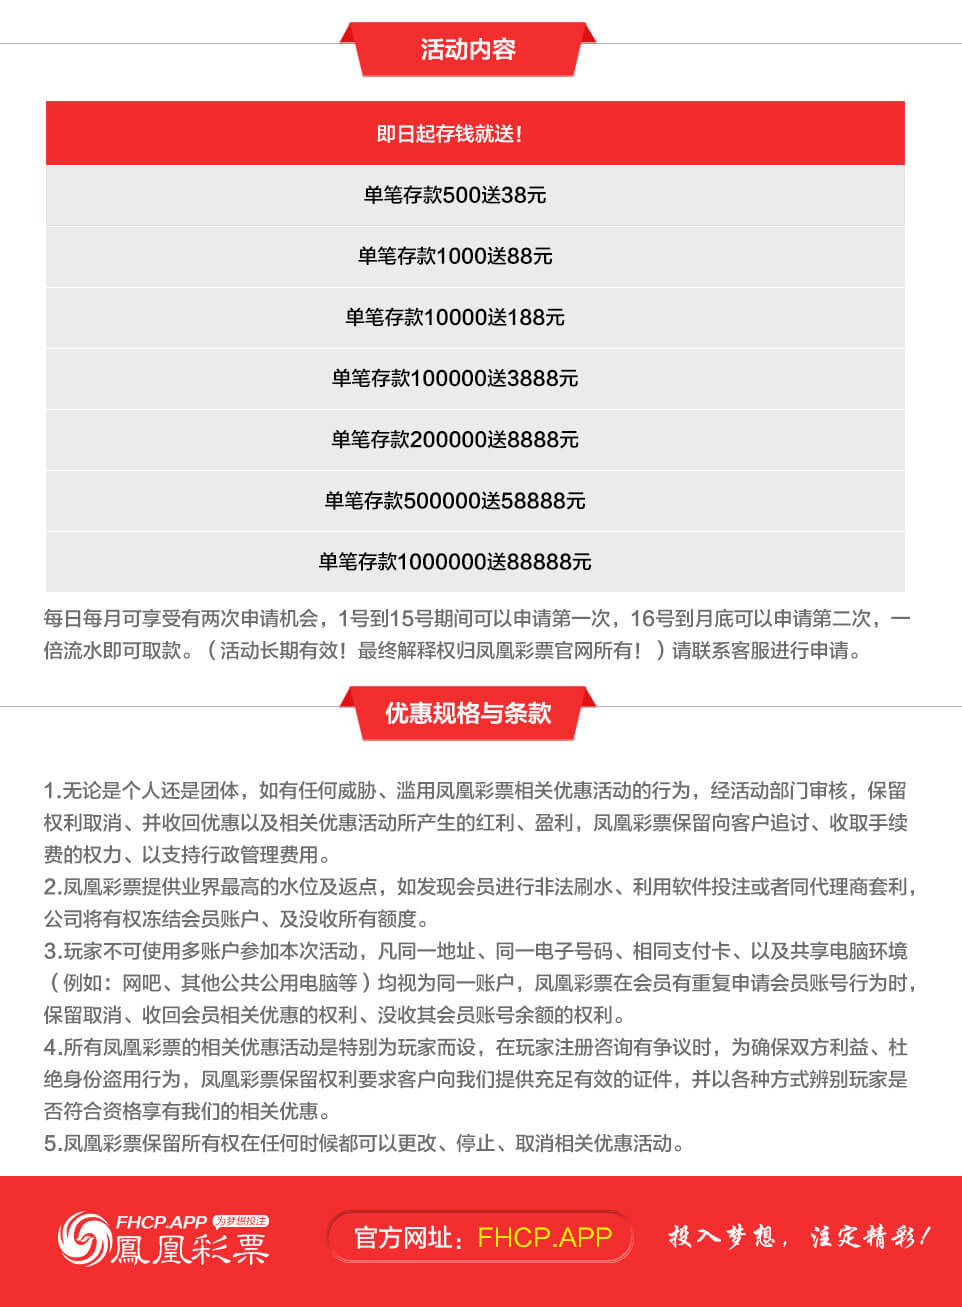 活动内容
即日起存钱就送！
单笔存款500送38元
单笔存款1000送88元
单笔存款10000送188元
单笔存款100000送3888元
单笔存款200000送8888元
单笔存款500000送58888元
单笔存款1000000送88888元
每日每月可享受有两次申请机会，1号到15号期间可以申请第一次，16号到月底可以申请第二次，一
倍流水即可取款。（活动长期有效！最终解释权归凤凰彩票官网所有！）请联系客服进行申请。
优惠规格与条款
1.无论是个人还是团体，如有任何威胁、滥用凤凰彩票相关优惠活动的行为，经活动部门审核，保留
权利取消、并收回优惠以及相关优惠活动所产生的红利、盈利，凤凰彩票保留向客户追讨、收取手续
费的权力、以支持行政管理费用。
2.凤凰彩票提供业界最高的水位及返点，如发现会员进行非法刷水、利用软件投注或者同代理商套利，
公司将有权冻结会员账户、及没收所有额度。
3.玩家不可使用多账户参加本次活动，凡同一地址、同一电子号码、相同支付卡、以及共享电脑环境
（例如：网吧、其他公共公用电脑等）均视为同一账户，凤凰彩票在会员有重复申请会员账号行为时，
保留取消、收回会员相关优惠的权利、没收其会员账号余额的权利。
4.所有凤凰彩票的相关优惠活动是特别为玩家而设，在玩家注册咨询有争议时，为确保双方利益、杜
绝身份盗用行为，凤凰彩票保留权利要求客户向我们提供充足有效的证件，并以各种方式辨别玩家是
否符合资格享有我们的相关优惠。
5.凤凰彩票保留所有权在任何时候都可以更改、停止、取消相关优惠活动。
FHCP.APP 为梦想投注
鳳凰彩票
官方网址：FHCP.APP
投入梦想，注定精彩！